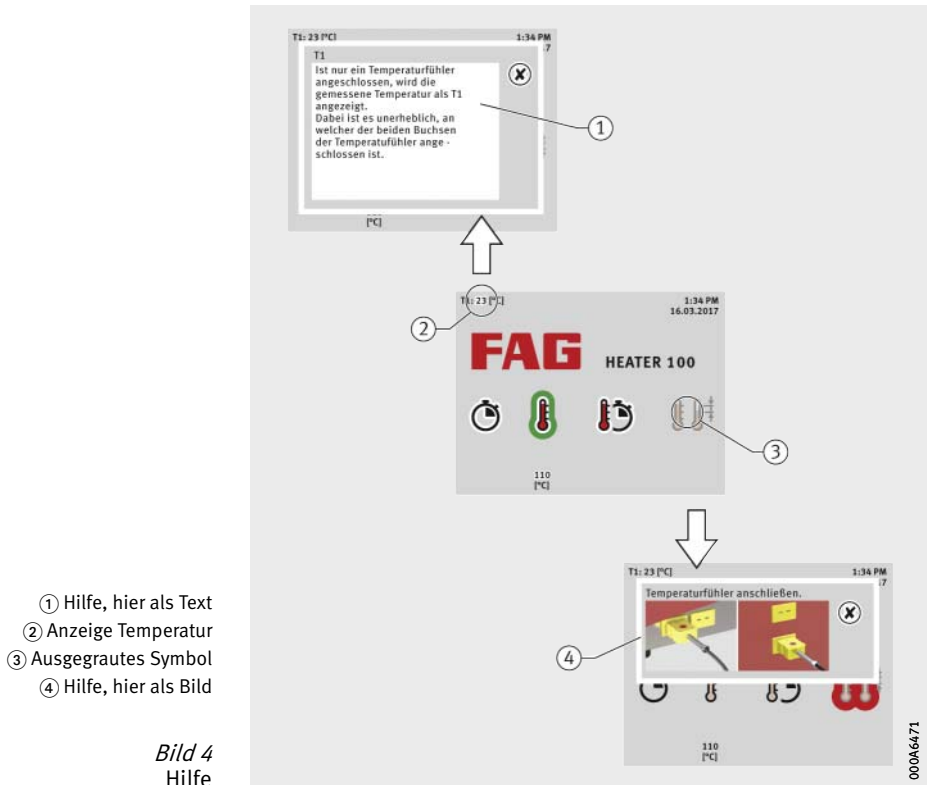 T1: 23 [°C] 1:34 PM
7
T1
Ist nur ein Temperaturfühler
angeschlossen, wird die
gemessene Temperatur als T1
angezeigt.
Dabei ist es unerheblich, an
welcher der beiden Buchsen
der Temperatufühler ange -
schlossen ist.
1
[°C]
T1: 23 [°C] 1:34 PM
16.03.2017
2
FAG HEATER 100
3
110
[°C]
T1: 23 [°C] 1:34 PM
7
Temperaturfühler anschließen.
4
110
[°C]
1 Hilfe, hier als Text
2 Anzeige Temperatur
3 Ausgegrautes Symbol
4 Hilfe, hier als Bild
Bild 4
Hilfe
000A6471